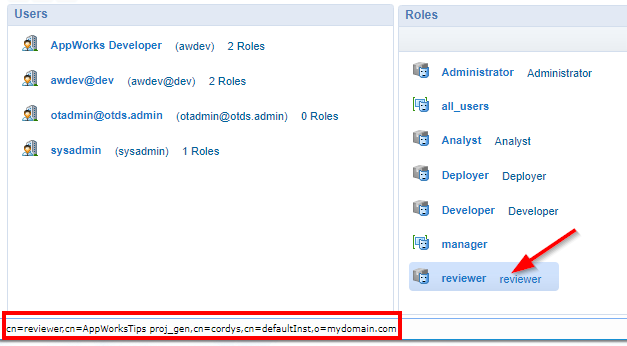 Users
AppWorks Developer (awdev) 2 Roles
awdev@dev (awdev@dev) 2 Roles
otadmin@otds.admin (otadmin@otds.admin) 0 Roles
sysadmin (sysadmin) 1 Roles
Roles
Administrator Administrator
all_users
Analyst Analyst
Deployer Deployer
Developer Developer
manager
reviewer reviewer
cn=reviewer,cn=AppWorksTips proj_gen,cn=cordys,cn=defaultInst,o=mydomain.com